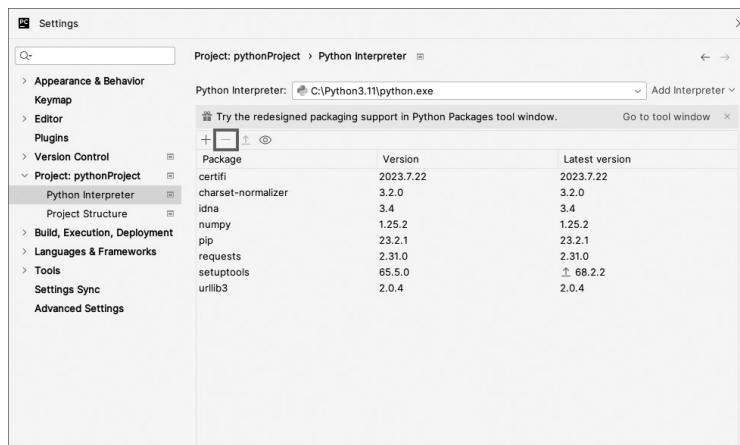 PC Settings
Project: pythonProject › Python Interpreter
Appearance & Behavior
Keymap
Editor
Plugins
Version Control
Project: pythonProject
Python Interpreter
Project Structure
Build, Execution, Deployment
Languages & Frameworks
Tools
Settings Sync
Advanced Settings
Python Interpreter: C:\Python3.11\python.exe Add Interpreter
Try the redesigned packaging support in Python Packages tool window. Go to tool window
Package Version Latest version
certifi 2023.7.22 2023.7.22
charset-normalizer 3.2.0 3.2.0
idna 3.4 3.4
numpy 1.25.2 1.25.2
pip 23.2.1 23.2.1
requests 2.31.0 2.31.0
setuptools 65.5.0 68.2.2
urllib3 2.0.4 2.0.4